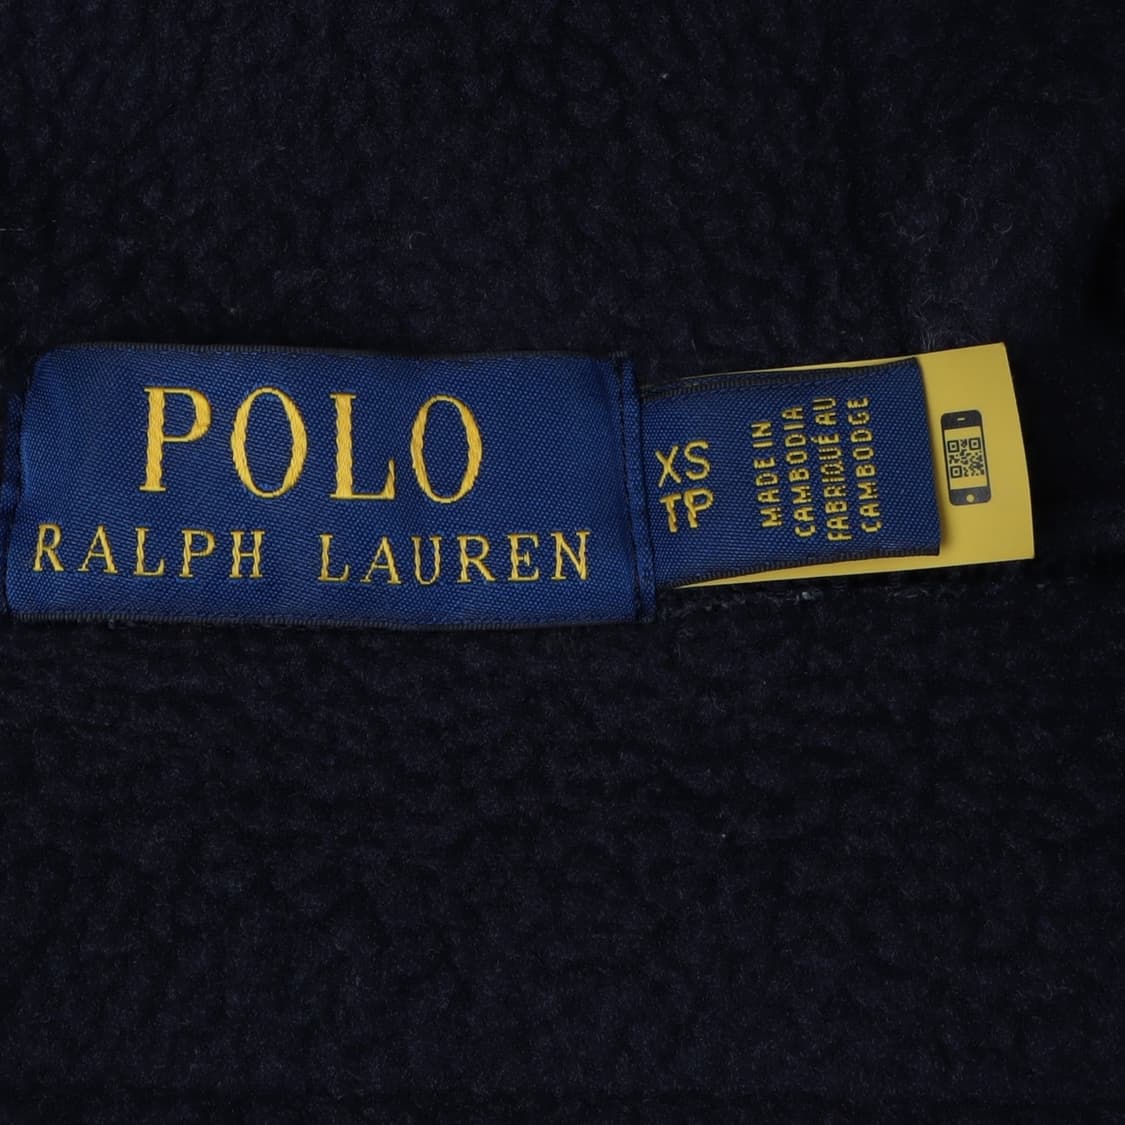 POLO
RALPH LAUREN
XS
TP
MADE IN
CAMBODIA
FABRIQUÉ AU
CAMBODGE